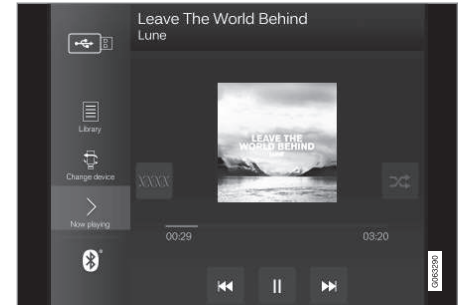 Leave The World Behind
Lune
Library
Change device
Now playing
LEAVE THE
WORLD BEHIND
LUNE
XXXX
00:29
03:20
G063290